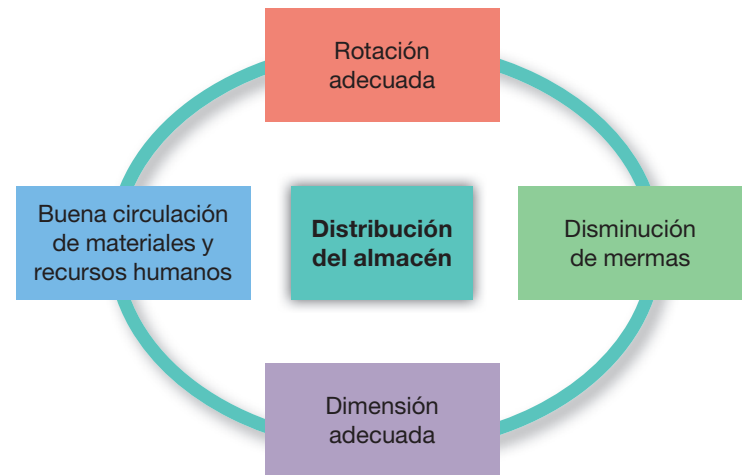 Rotación
adecuada
Buena circulación
de materiales y
recursos humanos
Distribución
del almacén
Disminución
de mermas
Dimensión
adecuada